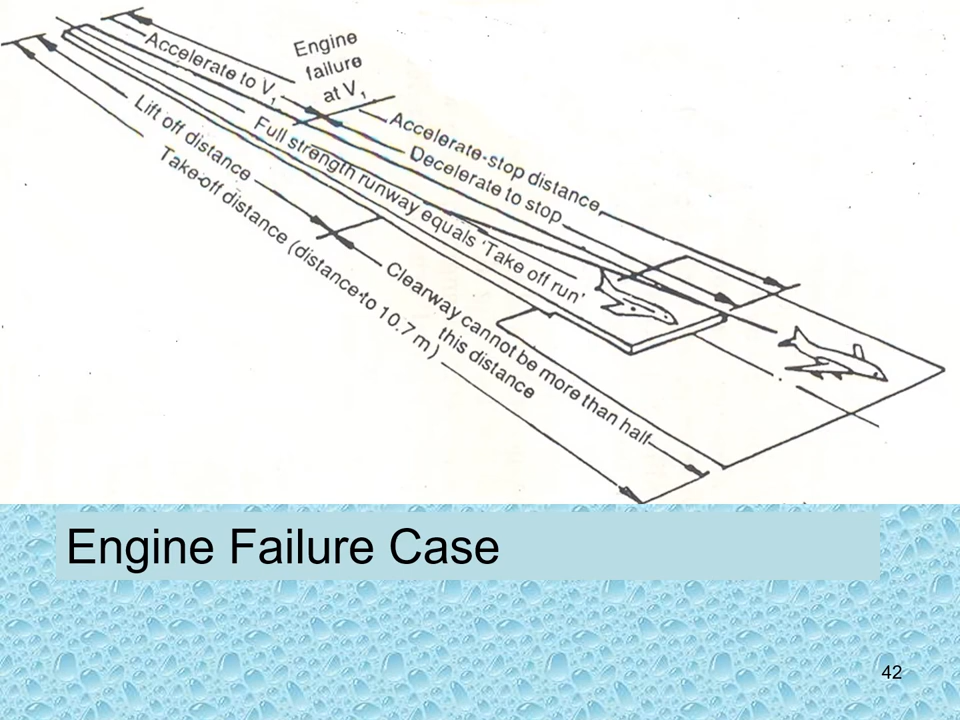 Accelerate to V1
Engine
failure
at V1
Accelerate-stop distance
Decelerate to stop
Lift off distance
Full strength runway equals 'Take off run'
Take-off distance (distance to 10.7 m)
Clearway cannot be more than half
this distance
Engine Failure Case
42